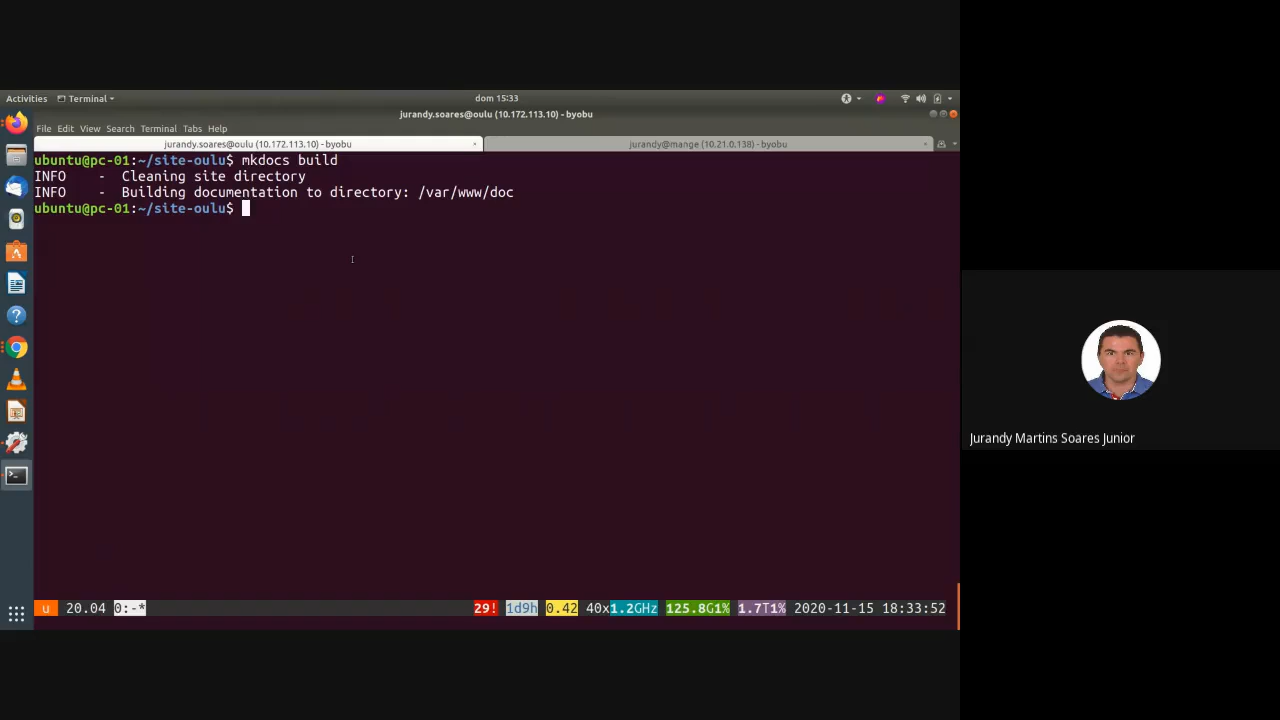 Activities Terminal dom 15:33
jurandy.soares@oulu (10.172.113.10) - byobu
File Edit View Search Terminal Tabs Help
jurandy.soares@oulu (10.172.113.10) - byobu × jurandy@mange (10.21.0.138) - byobu ×
ubuntu@pc-01:~/site-oulu$ mkdocs build
INFO    -  Cleaning site directory
INFO    -  Building documentation to directory: /var/www/doc
ubuntu@pc-01:~/site-oulu$
Jurandy Martins Soares Junior
u 20.04 0:-* 29! 1d9h 0.42 40x1.2GHz 125.8G1% 1.7T1% 2020-11-15 18:33:52